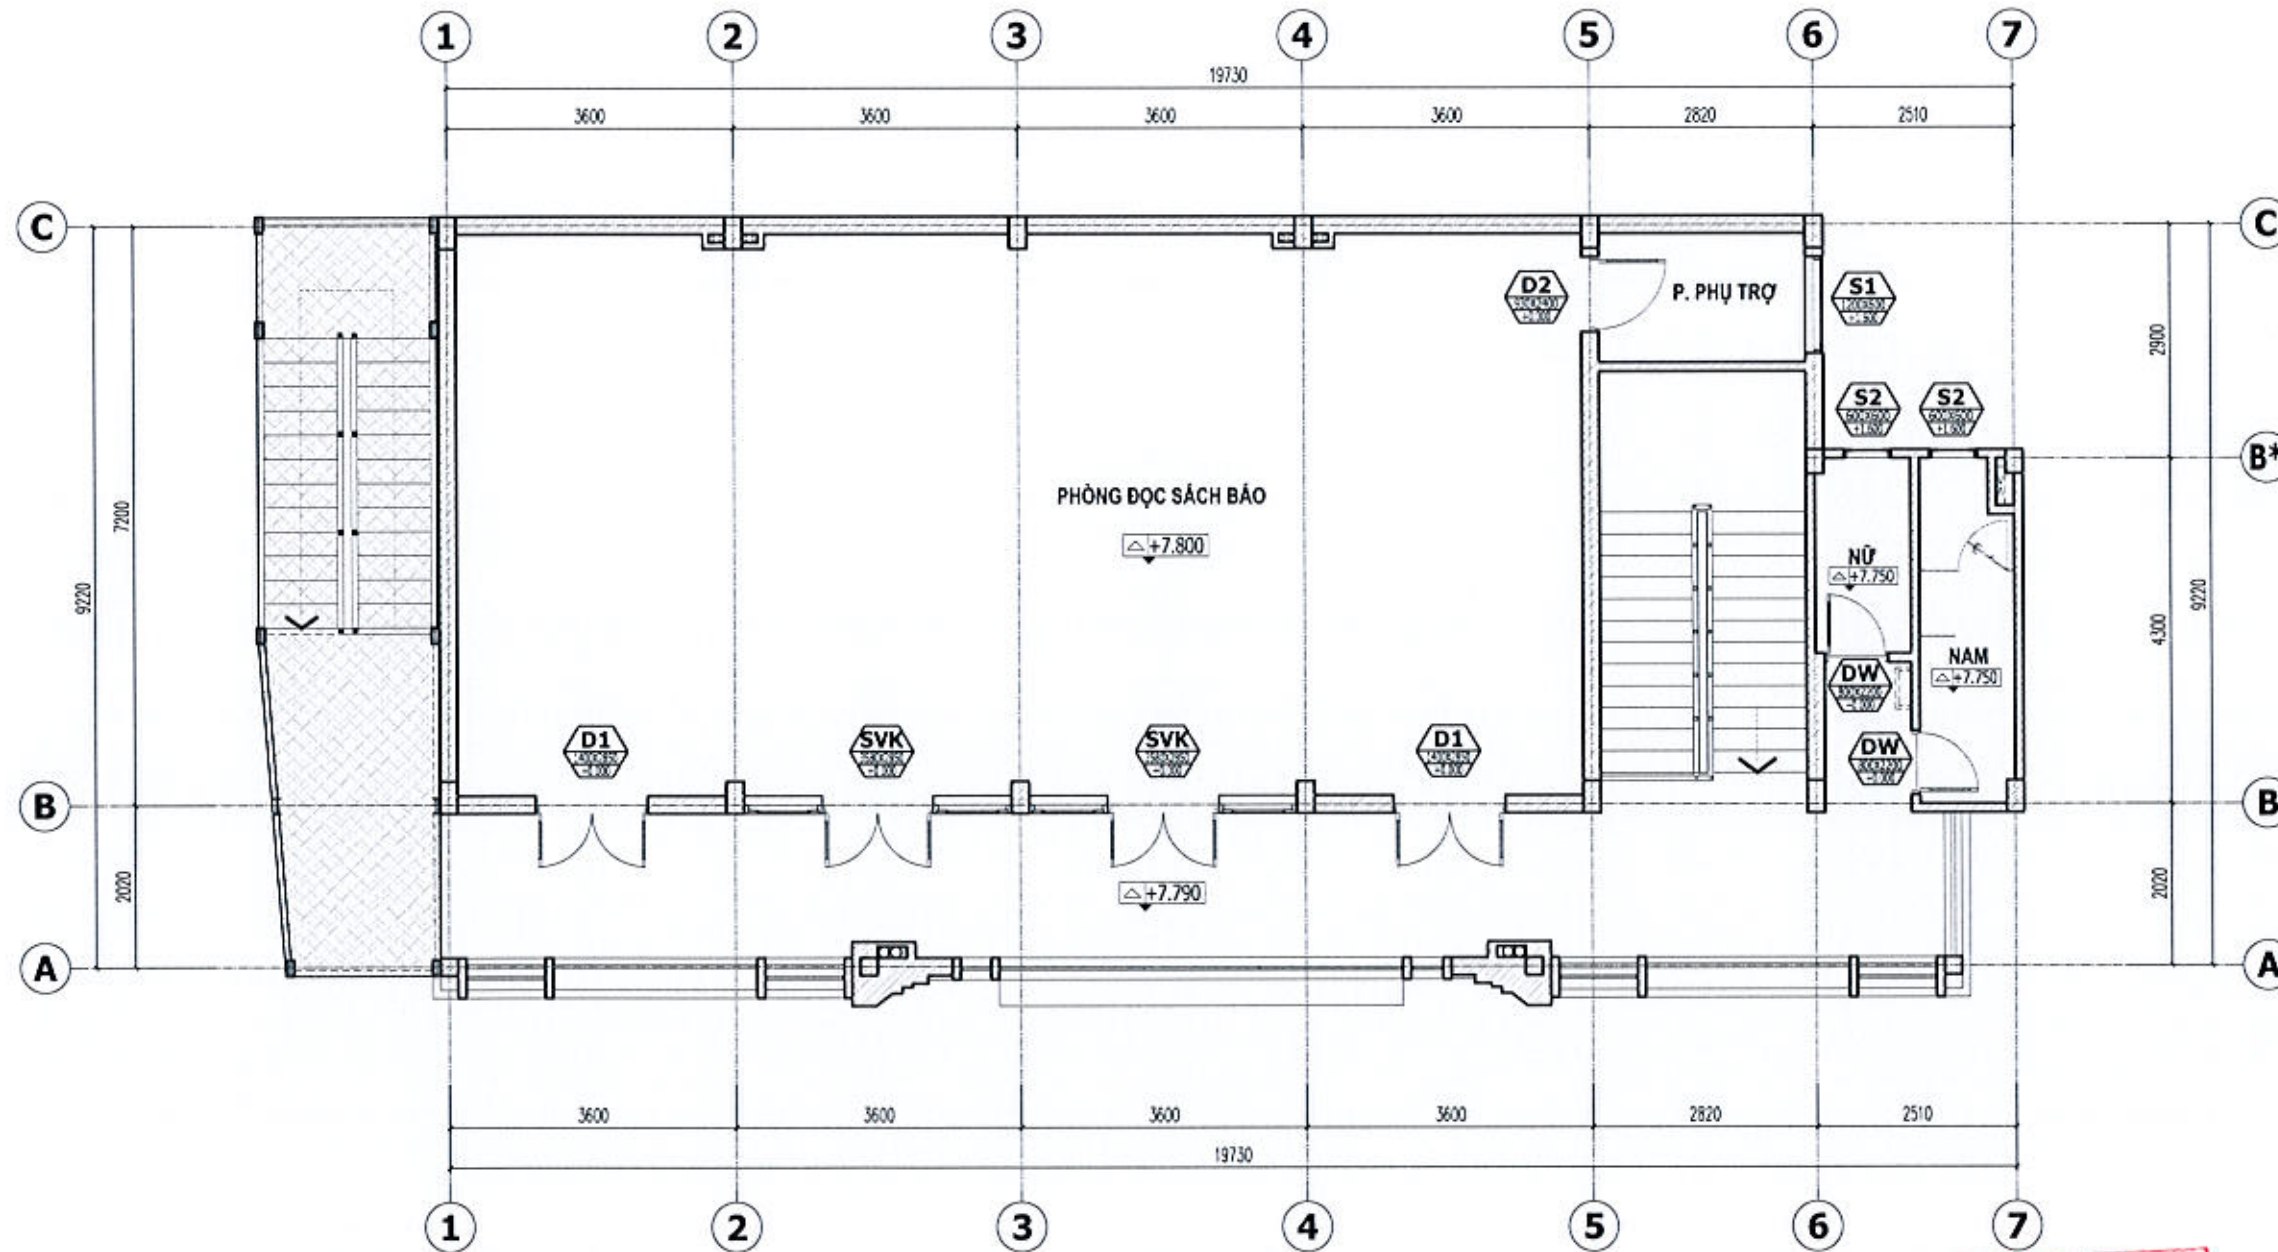 1 2 3 4 5 6 7
19730
3600 3600 3600 3600 2820 2510
C C
D2
P. PHỤ TRỢ
S1
2900
S2 S2
B*
7200
PHÒNG ĐỌC SÁCH BÁO
+7.800
NỮ
+7.750
9220 9220
4300
NAM
+7.750
DW
D1 SVK SVK D1
DW
B B
2020 2020
+7.790
A A
3600 3600 3600 3600 2820 2510
19730
1 2 3 4 5 6 7